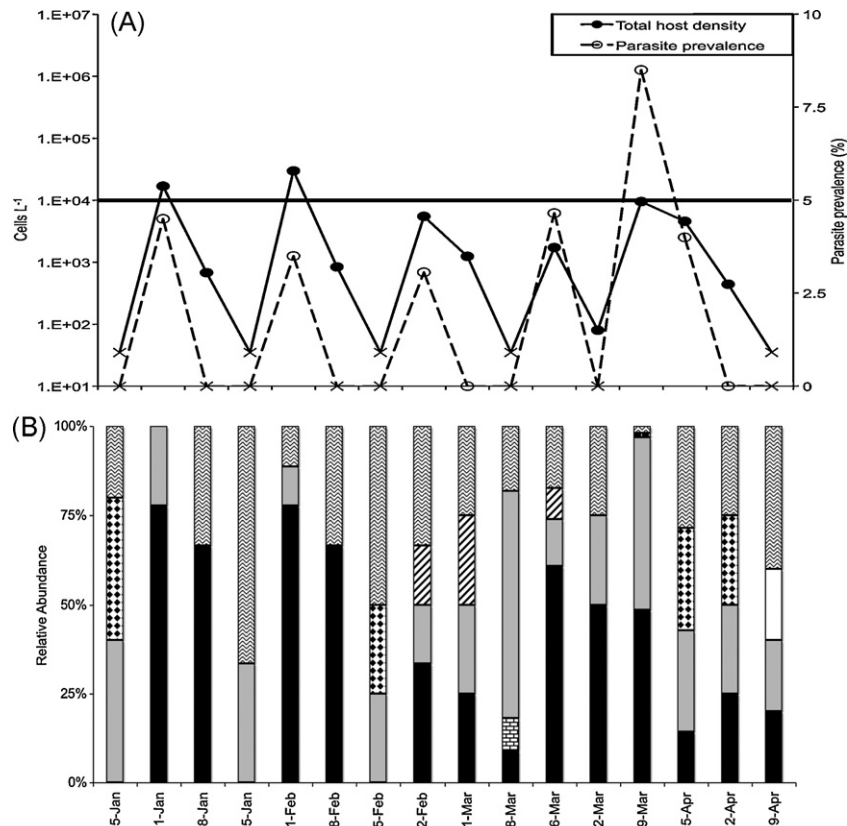 (A)
1.E+07
1.E+06
1.E+05
1.E+04
1.E+03
1.E+02
1.E+01
Cells L-1
Total host density
Parasite prevalence
10
7.5
5
2.5
0
Parasite prevalence (%)
(B)
100%
75%
50%
25%
0%
Relative Abundance
5-Jan
1-Jan
8-Jan
5-Jan
1-Feb
8-Feb
5-Feb
2-Feb
1-Mar
8-Mar
6-Mar
2-Mar
9-Mar
5-Apr
2-Apr
9-Apr